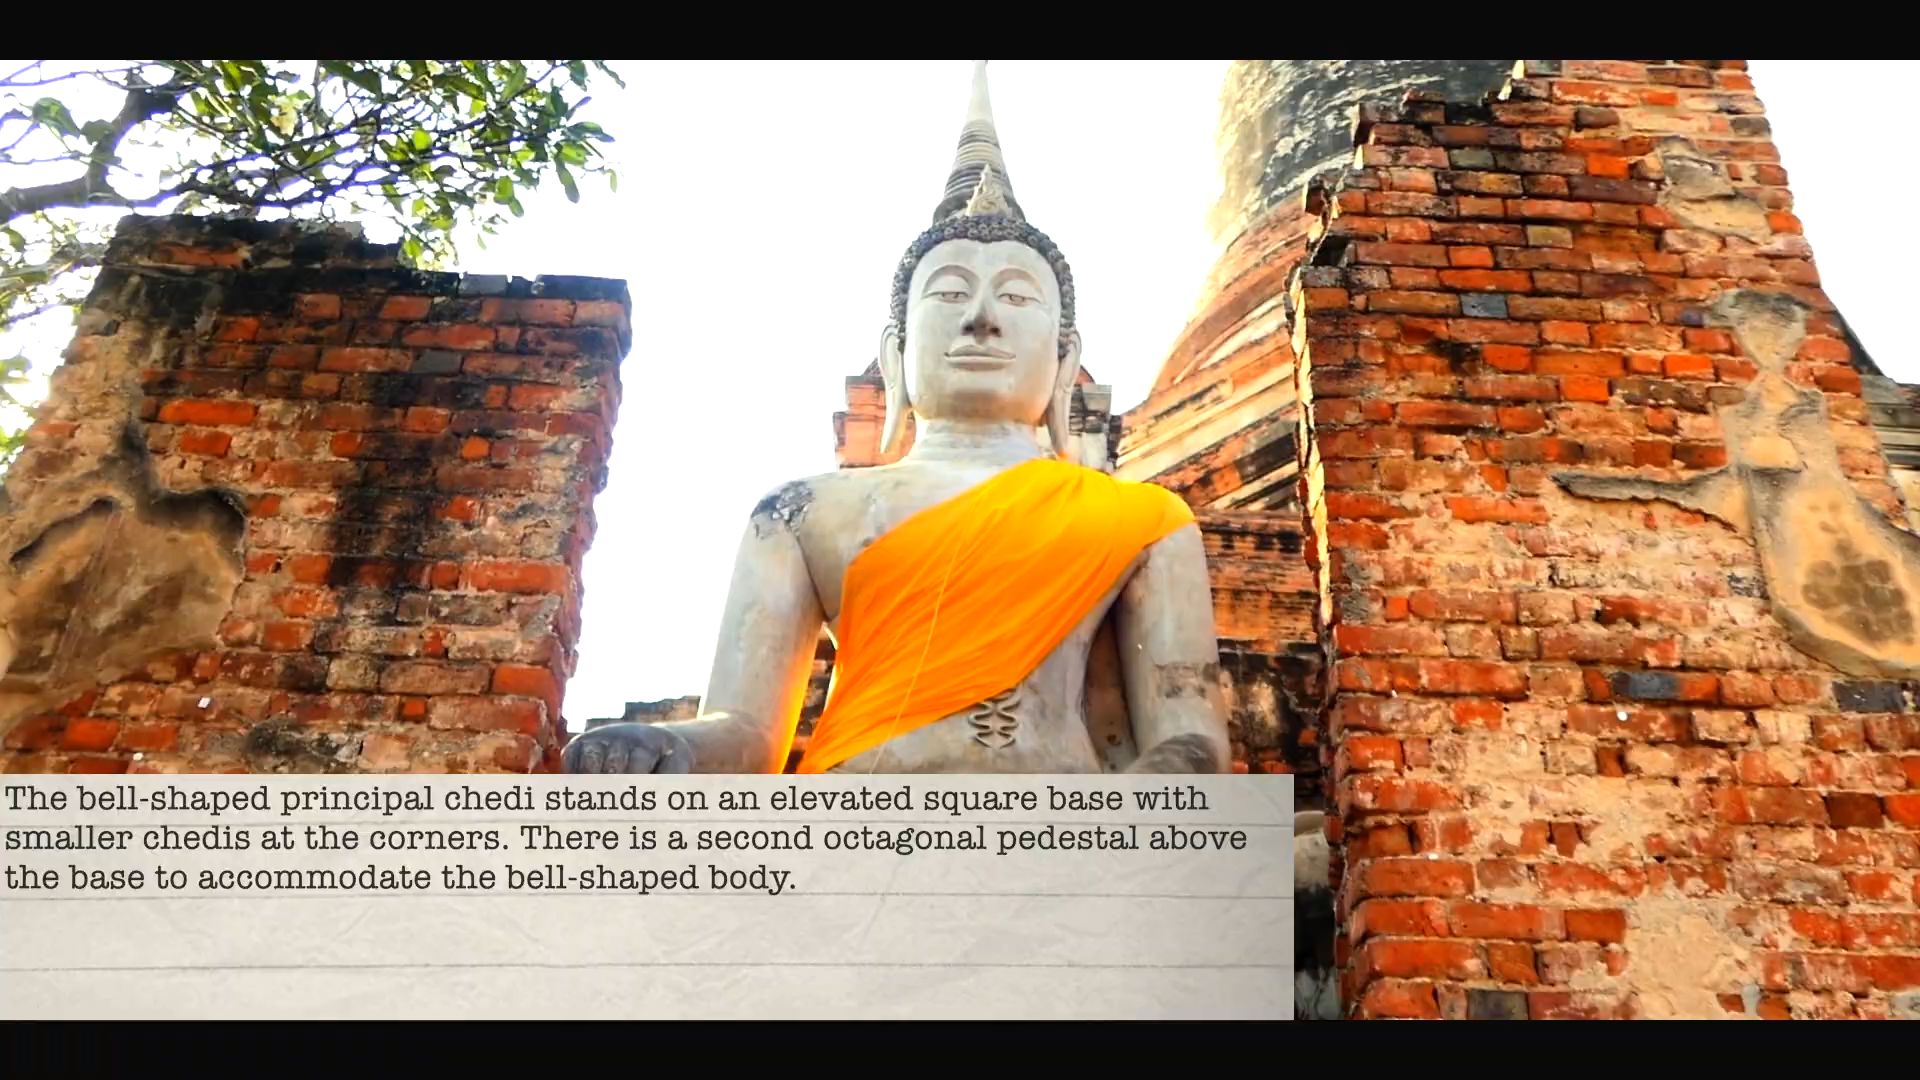 The bell-shaped principal chedi stands on an elevated square base with
smaller chedis at the corners. There is a second octagonal pedestal above
the base to accommodate the bell-shaped body.